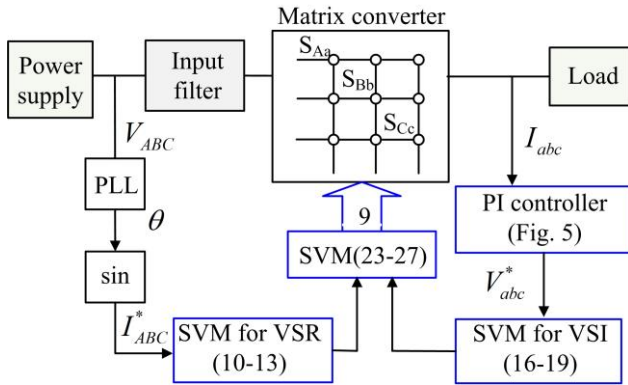 Matrix converter
Power
supply
Input
filter
S_Aa
S_Bb
S_Cc
Load
V_ABC
I_abc
PLL
θ
9
PI controller
(Fig. 5)
SVM(23-27)
sin
V*_abc
I*_ABC
SVM for VSR
(10-13)
SVM for VSI
(16-19)